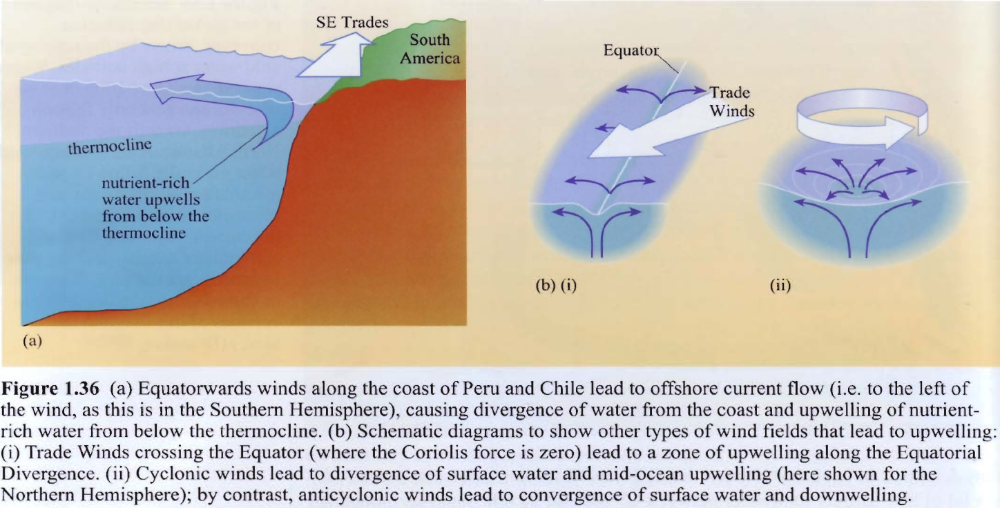 SE Trades
South
America
thermocline
nutrient-rich
water upwells
from below the
thermocline
(a)
Equator
Trade
Winds
(b) (i)
(ii)
Figure 1.36 (a) Equatorwards winds along the coast of Peru and Chile lead to offshore current flow (i.e. to the left of
the wind, as this is in the Southern Hemisphere), causing divergence of water from the coast and upwelling of nutrient-
rich water from below the thermocline. (b) Schematic diagrams to show other types of wind fields that lead to upwelling:
(i) Trade Winds crossing the Equator (where the Coriolis force is zero) lead to a zone of upwelling along the Equatorial
Divergence. (ii) Cyclonic winds lead to divergence of surface water and mid-ocean upwelling (here shown for the
Northern Hemisphere); by contrast, anticyclonic winds lead to convergence of surface water and downwelling.